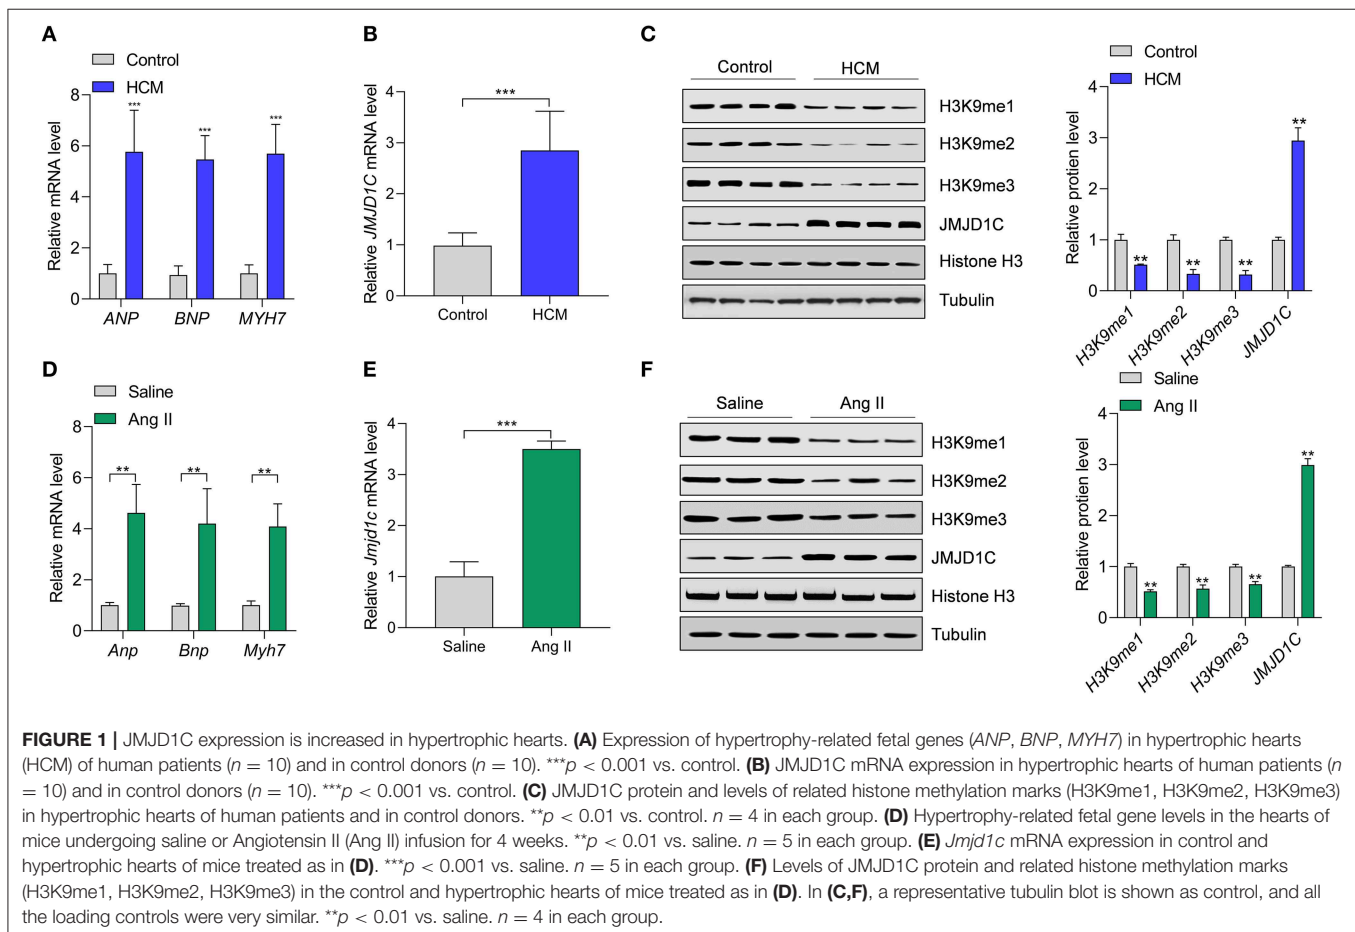 A
Control
HCM
Relative mRNA level
8
6
4
2
0
***
***
***
ANP
BNP
MYH7
B
Relative JMJD1C mRNA level
4
3
2
1
0
***
Control
HCM
C
Control
HCM
H3K9me1
H3K9me2
H3K9me3
JMJD1C
Histone H3
Tubulin
Control
HCM
Relative protien level
4
3
2
1
0
**
**
**
**
H3K9me1
H3K9me2
H3K9me3
JMJD1C
D
Saline
Ang II
Relative mRNA level
8
6
4
2
0
**
**
**
Anp
Bnp
Myh7
E
Relative Jmjd1c mRNA level
4
3
2
1
0
***
Saline
Ang II
F
Saline
Ang II
H3K9me1
H3K9me2
H3K9me3
JMJD1C
Histone H3
Tubulin
Saline
Ang II
Relative protien level
4
3
2
1
0
**
**
**
**
H3K9me1
H3K9me2
H3K9me3
JMJD1C
FIGURE 1 | JMJD1C expression is increased in hypertrophic hearts. (A) Expression of hypertrophy-related fetal genes (ANP, BNP, MYH7) in hypertrophic hearts
(HCM) of human patients (n = 10) and in control donors (n = 10). ***p < 0.001 vs. control. (B) JMJD1C mRNA expression in hypertrophic hearts of human patients (n
= 10) and in control donors (n = 10). ***p < 0.001 vs. control. (C) JMJD1C protein and levels of related histone methylation marks (H3K9me1, H3K9me2, H3K9me3)
in hypertrophic hearts of human patients and in control donors. **p < 0.01 vs. control. n = 4 in each group. (D) Hypertrophy-related fetal gene levels in the hearts of
mice undergoing saline or Angiotensin II (Ang II) infusion for 4 weeks. **p < 0.01 vs. saline. n = 5 in each group. (E) Jmjd1c mRNA expression in control and
hypertrophic hearts of mice treated as in (D). ***p < 0.001 vs. saline. n = 5 in each group. (F) Levels of JMJD1C protein and related histone methylation marks
(H3K9me1, H3K9me2, H3K9me3) in the control and hypertrophic hearts of mice treated as in (D). In (C,F), a representative tubulin blot is shown as control, and all
the loading controls were very similar. **p < 0.01 vs. saline. n = 4 in each group.